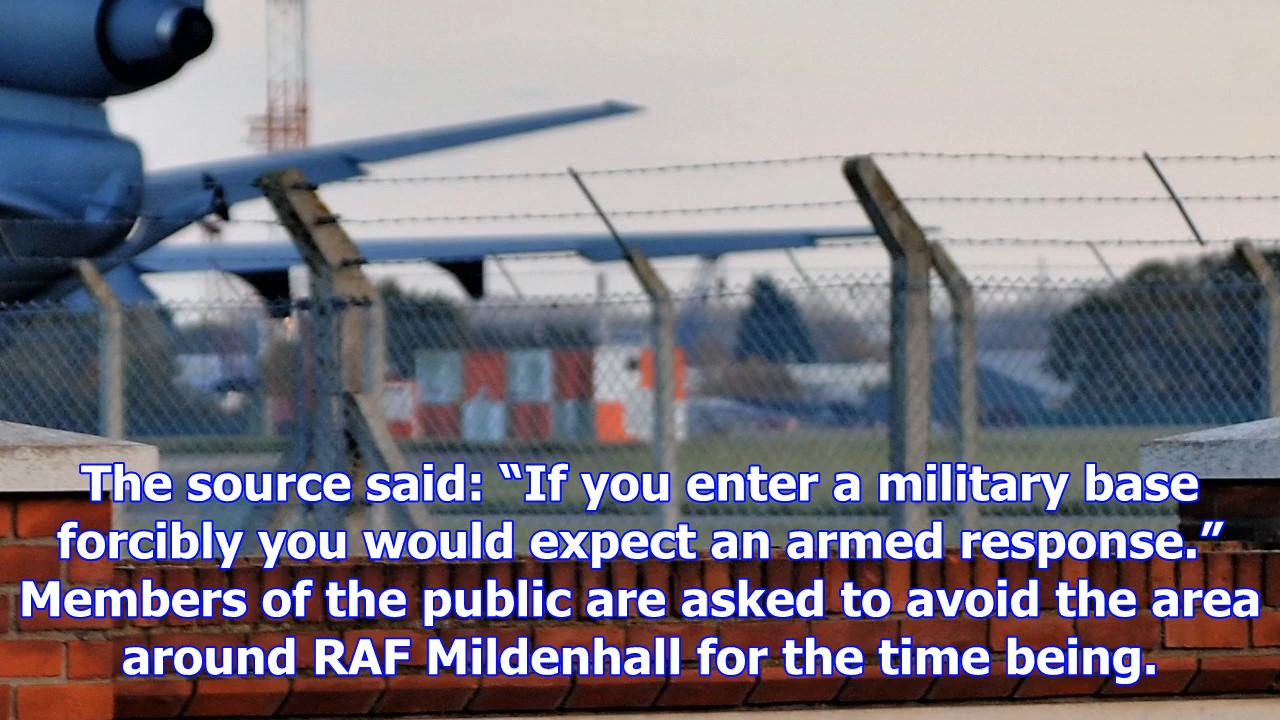 The source said: “If you enter a military base
forcibly you would expect an armed response.”
Members of the public are asked to avoid the area
around RAF Mildenhall for the time being.